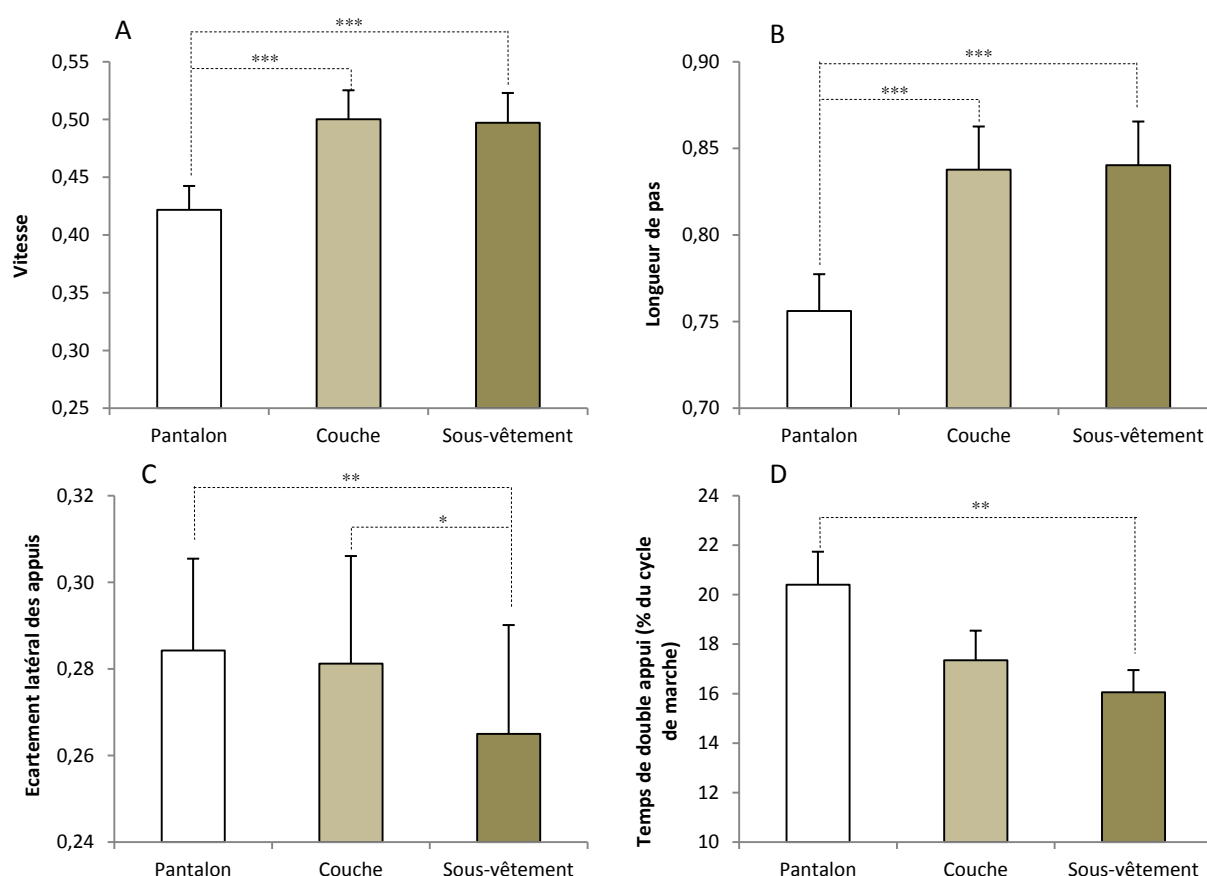 A
***
***
0,55
0,50
0,45
0,40
0,35
0,30
0,25
Vitesse
Pantalon
Couche
Sous-vêtement
B
***
***
0,90
0,85
0,80
0,75
0,70
Longueur de pas
Pantalon
Couche
Sous-vêtement
C
**
*
0,32
0,30
0,28
0,26
0,24
Ecartement latéral des appuis
Pantalon
Couche
Sous-vêtement
D
**
24
22
20
18
16
14
12
10
Temps de double appui (% du cycle
de marche)
Pantalon
Couche
Sous-vêtement